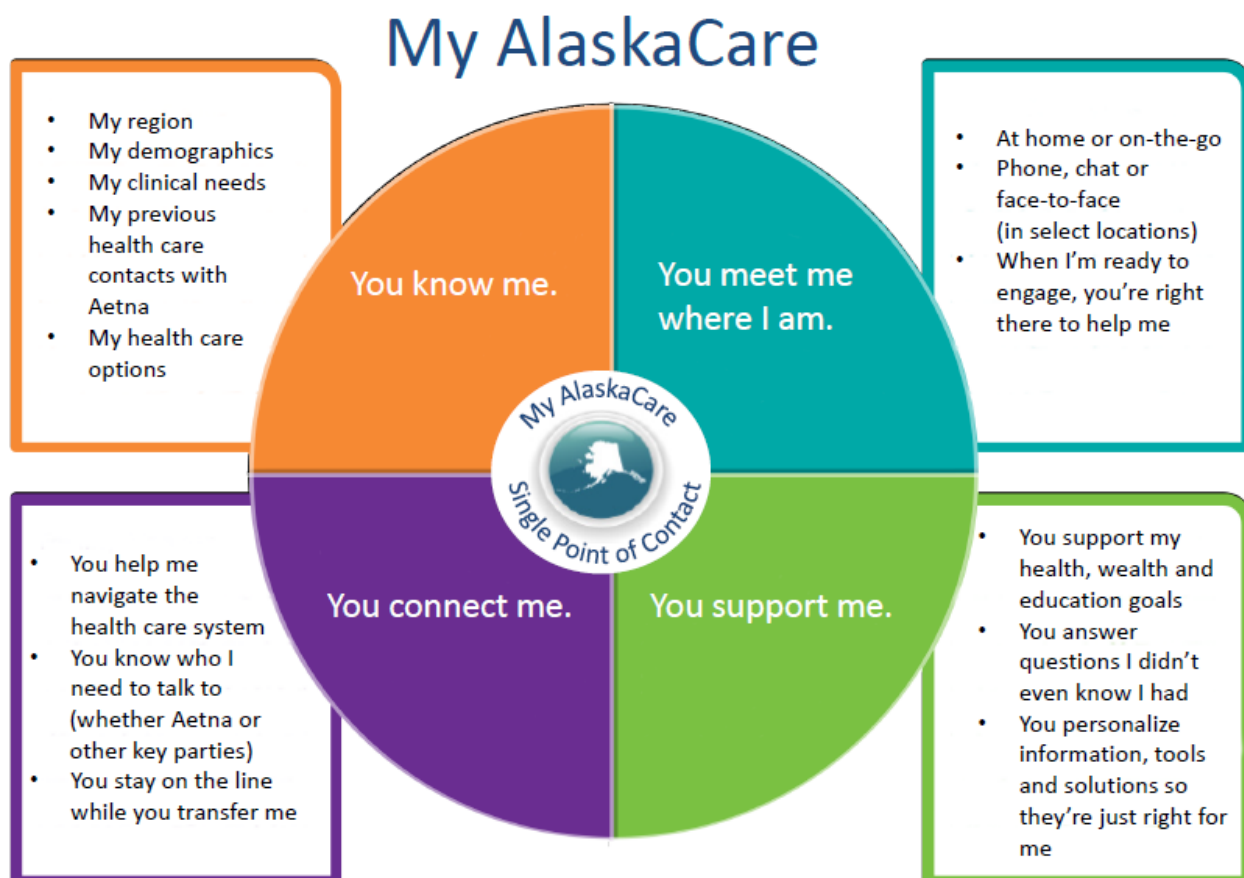 My AlaskaCare
• My region
• My demographics
• My clinical needs
• My previous
health care
contacts with
Aetna
• My health care
options
You know me.
You meet me
where I am.
• At home or on-the-go
• Phone, chat or
face-to-face
(in select locations)
• When I’m ready to
engage, you’re right
there to help me
My AlaskaCare
Single Point of Contact
• You help me
navigate the
health care system
• You know who I
need to talk to
(whether Aetna or
other key parties)
• You stay on the line
while you transfer me
You connect me.
You support me.
• You support my
health, wealth and
education goals
• You answer
questions I didn’t
even know I had
• You personalize
information, tools
and solutions so
they’re just right for
me